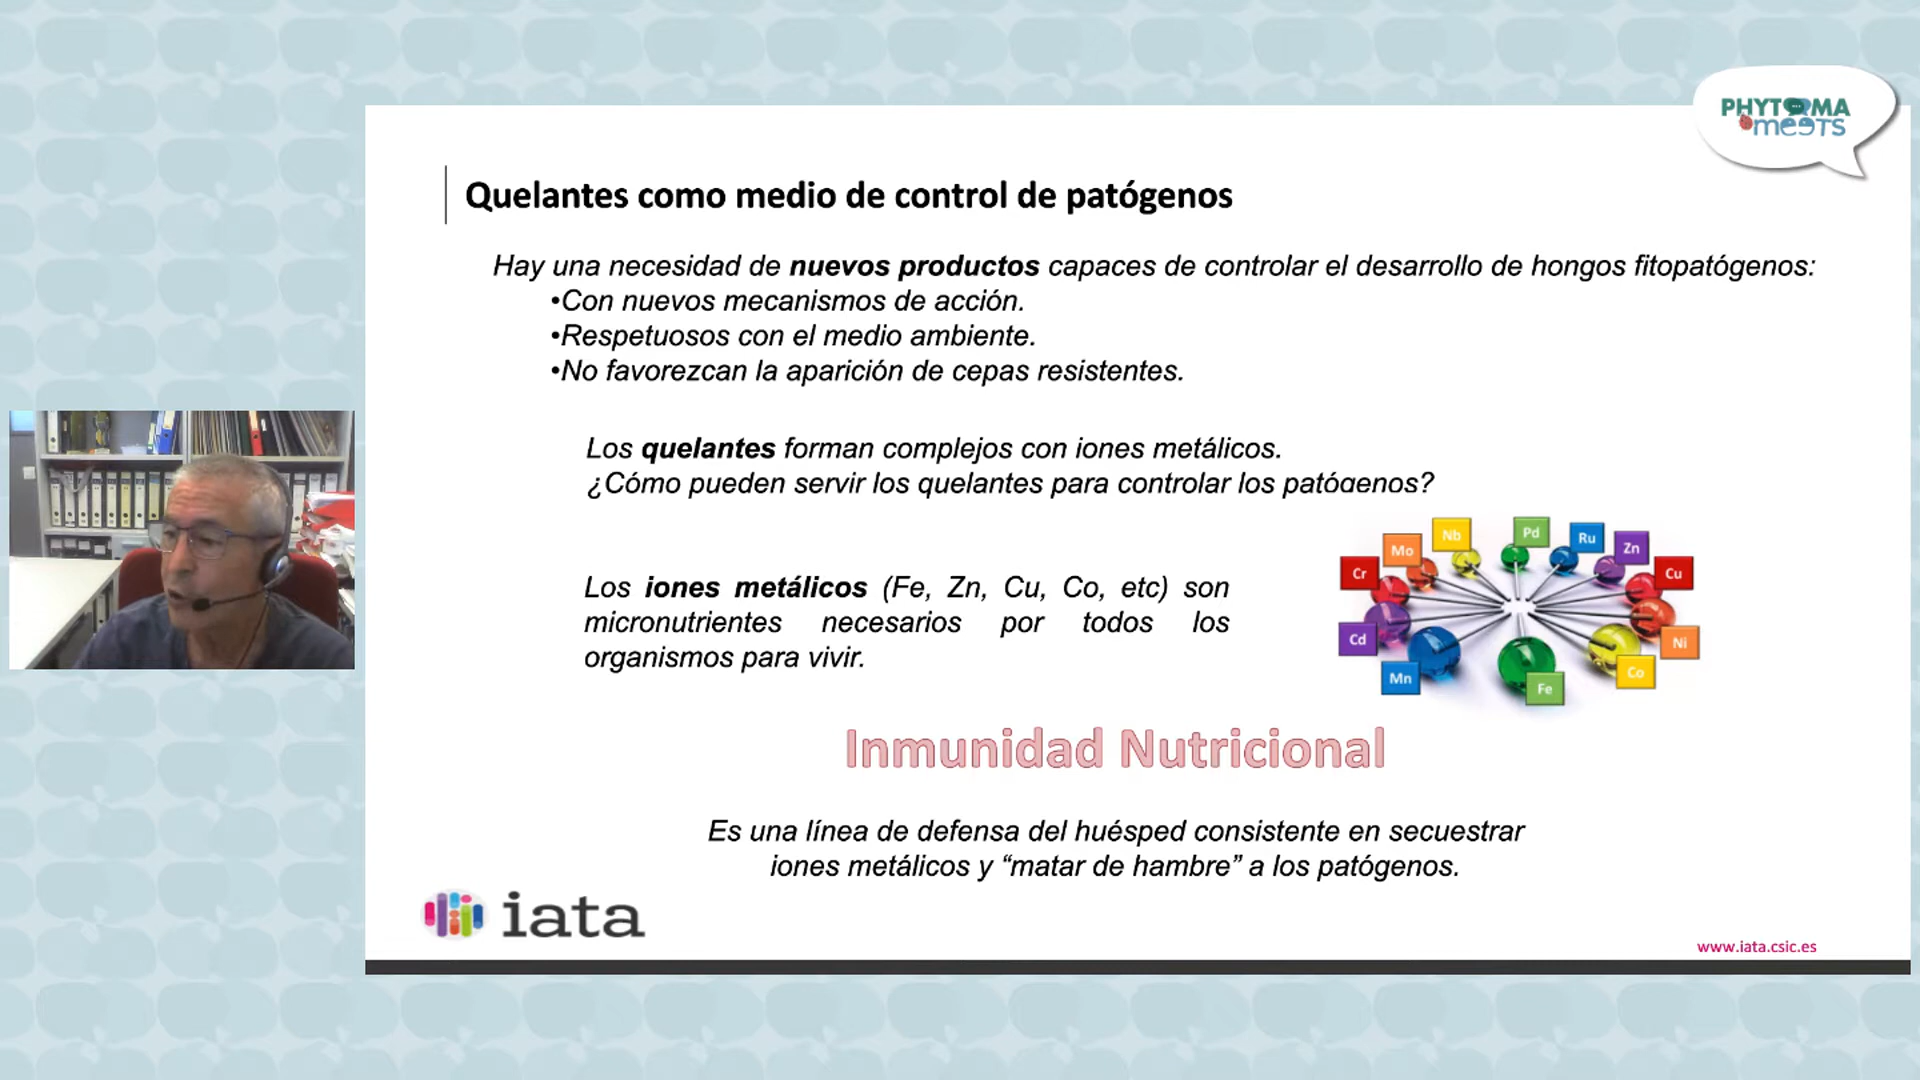 PHYTOMA
meeTs
Quelantes como medio de control de patógenos
Hay una necesidad de nuevos productos capaces de controlar el desarrollo de hongos fitopatógenos:
•Con nuevos mecanismos de acción.
•Respetuosos con el medio ambiente.
•No favorezcan la aparición de cepas resistentes.
Los quelantes forman complejos con iones metálicos.
¿Cómo pueden servir los quelantes para controlar los patógenos?
Los iones metálicos (Fe, Zn, Cu, Co, etc) son
micronutrientes necesarios por todos los
organismos para vivir.
Cr
Mo
Nb
Pd
Ru
Zn
Cu
Cd
Mn
Fe
Co
Ni
Inmunidad Nutricional
Es una línea de defensa del huésped consistente en secuestrar
iones metálicos y “matar de hambre” a los patógenos.
iata
www.iata.csic.es